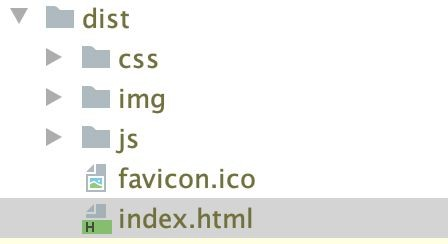 dist
css
img
js
favicon.ico
H index.html